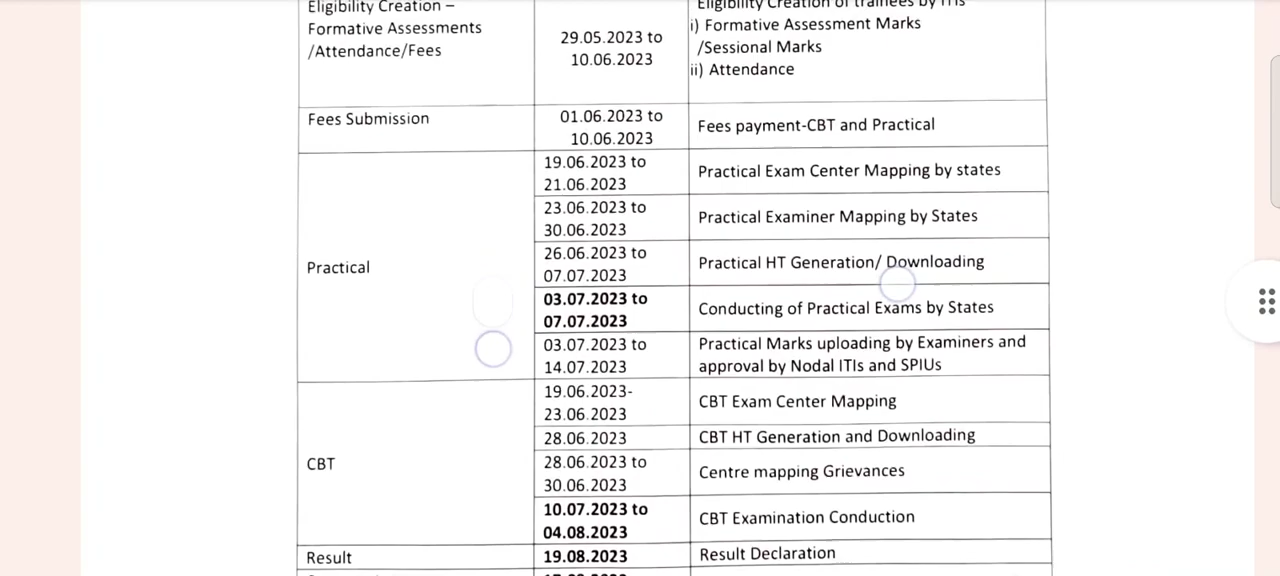 Eligibility Creation –
Formative Assessments
/Attendance/Fees
29.05.2023 to
10.06.2023
Eligibility Creation of trainees by ITIs
i) Formative Assessment Marks
/Sessional Marks
ii) Attendance
Fees Submission
01.06.2023 to
10.06.2023
Fees payment-CBT and Practical
Practical
19.06.2023 to
21.06.2023
Practical Exam Center Mapping by states
23.06.2023 to
30.06.2023
Practical Examiner Mapping by States
26.06.2023 to
07.07.2023
Practical HT Generation/ Downloading
03.07.2023 to
07.07.2023
Conducting of Practical Exams by States
03.07.2023 to
14.07.2023
Practical Marks uploading by Examiners and
approval by Nodal ITIs and SPIUs
CBT
19.06.2023-
23.06.2023
CBT Exam Center Mapping
28.06.2023
CBT HT Generation and Downloading
28.06.2023 to
30.06.2023
Centre mapping Grievances
10.07.2023 to
04.08.2023
CBT Examination Conduction
Result
19.08.2023
Result Declaration